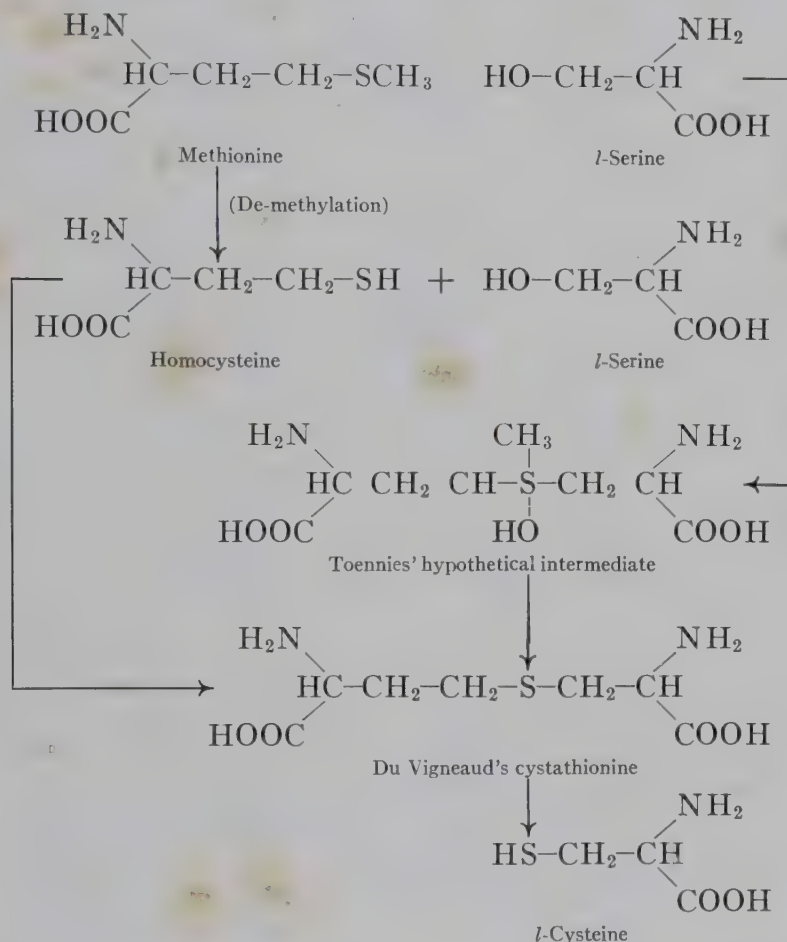 H₂N NH₂
HC–CH₂–CH₂–SCH₃ HO–CH₂–CH
HOOC COOH
Methionine l-Serine
(De-methylation)
H₂N NH₂
HC–CH₂–CH₂–SH + HO–CH₂–CH
HOOC COOH
Homocysteine l-Serine
H₂N CH₃ NH₂
HC CH₂ CH–S–CH₂ CH
HOOC HO COOH
Toennies' hypothetical intermediate
H₂N NH₂
HC–CH₂–CH₂–S–CH₂–CH
HOOC COOH
Du Vigneaud's cystathionine
NH₂
HS–CH₂–CH
COOH
l-Cysteine